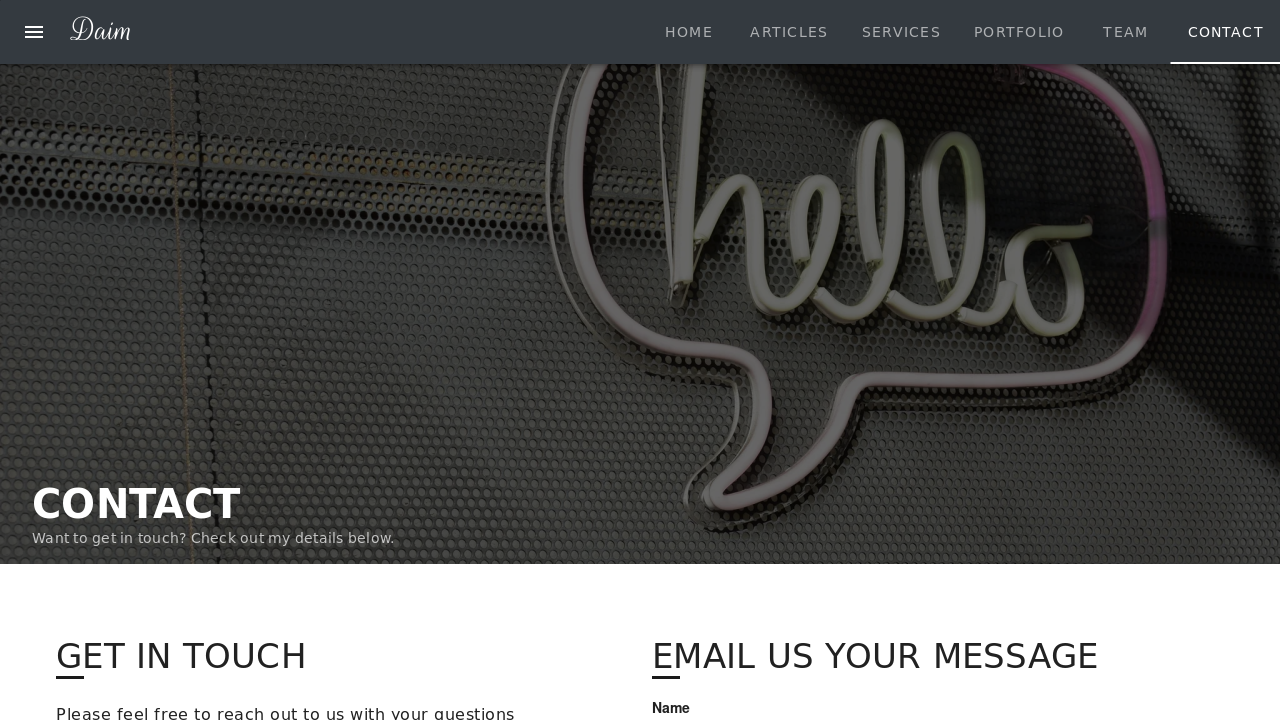 Daim
HOME ARTICLES SERVICES PORTFOLIO TEAM CONTACT
hello
CONTACT
Want to get in touch? Check out my details below.
GET IN TOUCH
EMAIL US YOUR MESSAGE
Please feel free to reach out to us with your questions
Name